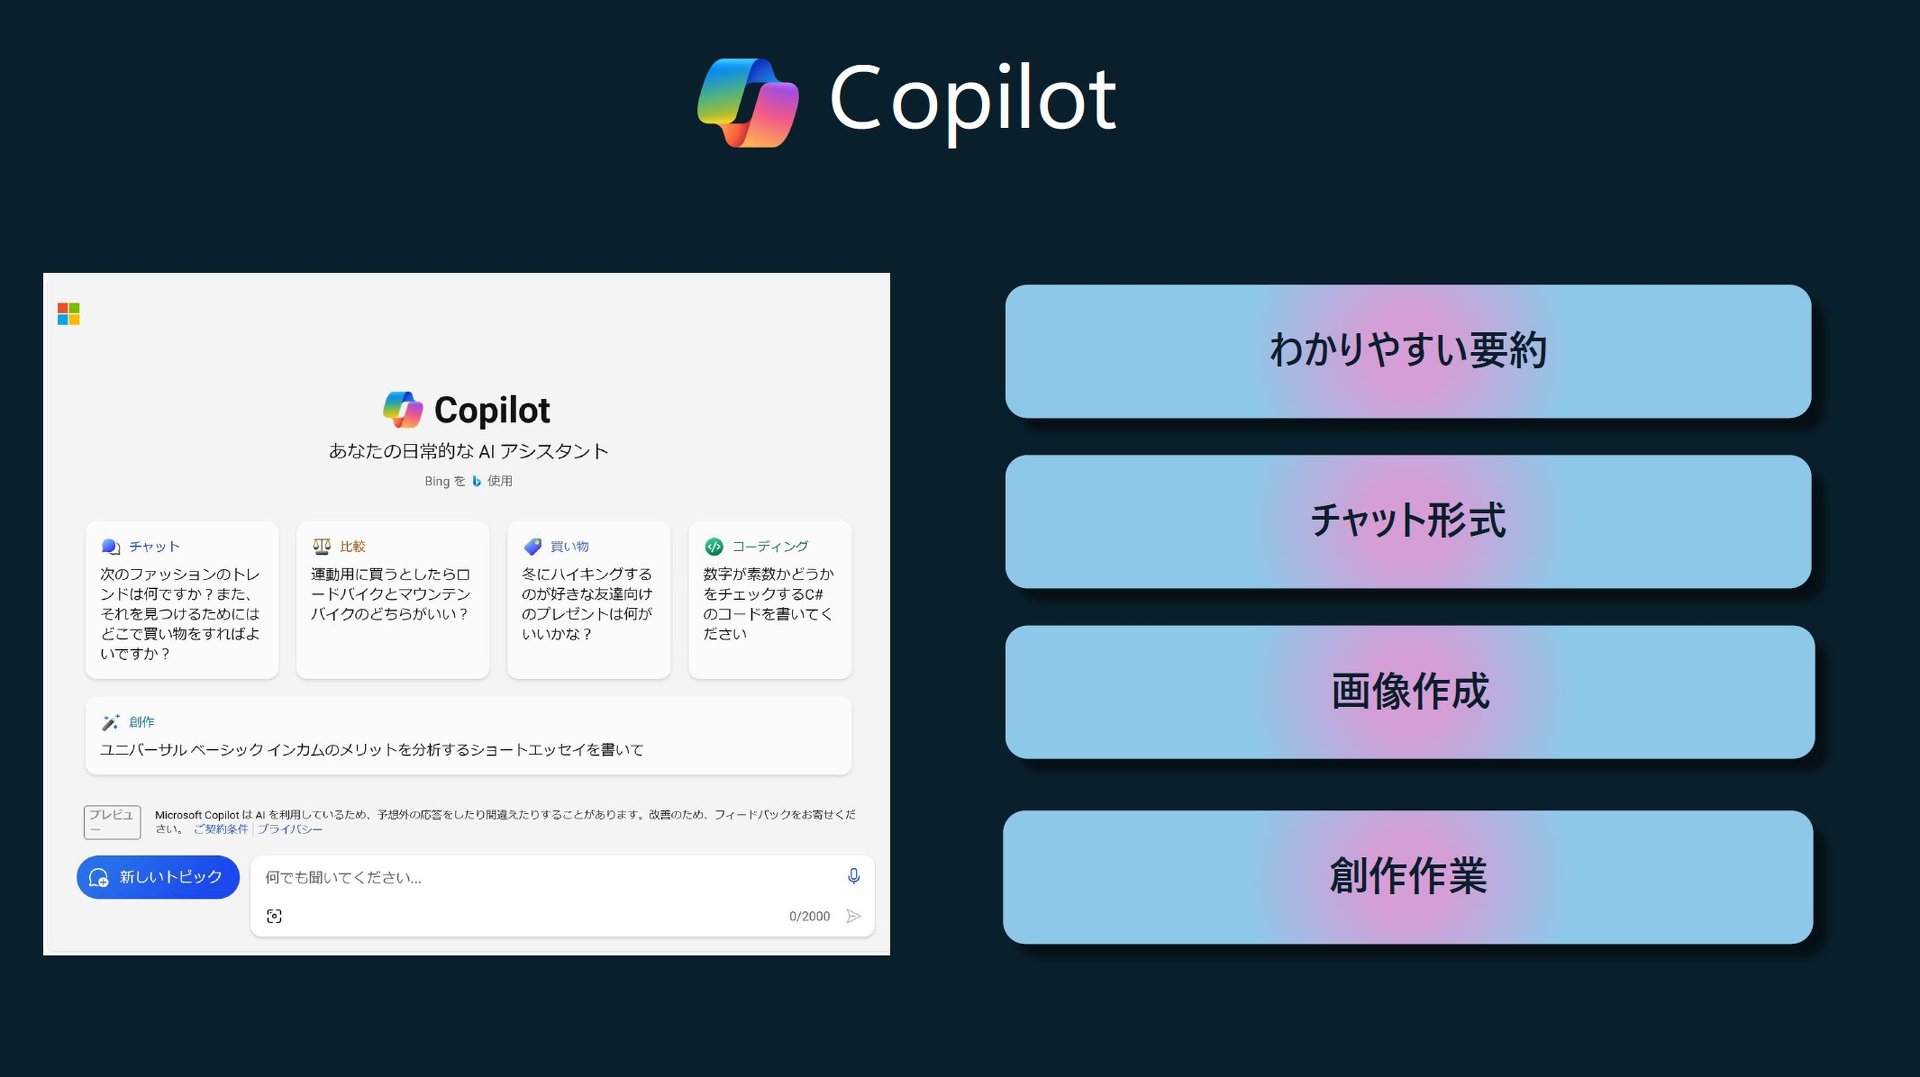 Copilot
Copilot
あなたの日常的な AI アシスタント
Bing を b 使用
チャット
次のファッションのトレ
ンドは何ですか？また、
それを見つけるためには
どこで買い物をすればよ
いですか？
比較
運動用に買うとしたらロ
ードバイクとマウンテン
バイクのどちらがいい？
買い物
冬にハイキングする
のが好きな友達向け
のプレゼントは何が
いいかな？
コーディング
数字が素数かどうか
をチェックするC#
のコードを書いてく
ださい
創作
ユニバーサル ベーシック インカムのメリットを分析するショートエッセイを書いて
プレビュ
ー
Microsoft Copilot は AI を利用しているため、予想外の応答をしたり間違えたりすることがあります。改善のため、フィードバックをお寄せくだ
さい。 ご契約条件 | プライバシー
新しいトピック
何でも聞いてください...
0/2000
わかりやすい要約
チャット形式
画像作成
創作作業